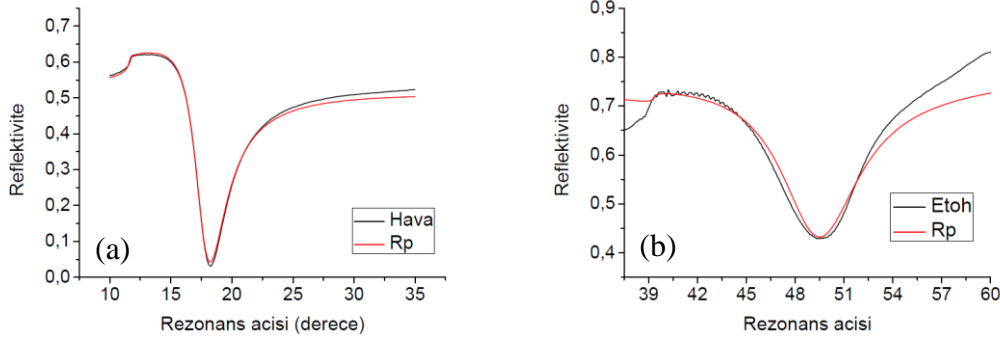 0,7
0,6
0,5
0,4
0,3
0,2
0,1
0,0
Reflektivite
(a)
Hava
Rp
10 15 20 25 30 35
Rezonans acisi (derece)
0,9
0,8
0,7
0,6
0,5
0,4
Reflektivite
(b)
Etoh
Rp
39 42 45 48 51 54 57 60
Rezonans acisi